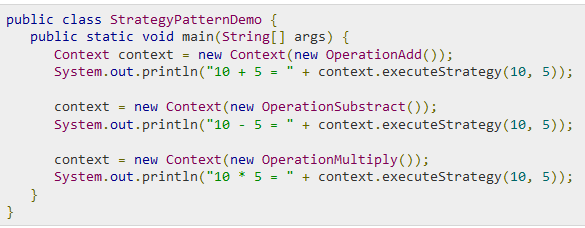 public class StrategyPatternDemo {
   public static void main(String[] args) {
      Context context = new Context(new OperationAdd());
      System.out.println("10 + 5 = " + context.executeStrategy(10, 5));

      context = new Context(new OperationSubstract());
      System.out.println("10 - 5 = " + context.executeStrategy(10, 5));

      context = new Context(new OperationMultiply());
      System.out.println("10 * 5 = " + context.executeStrategy(10, 5));
   }
}